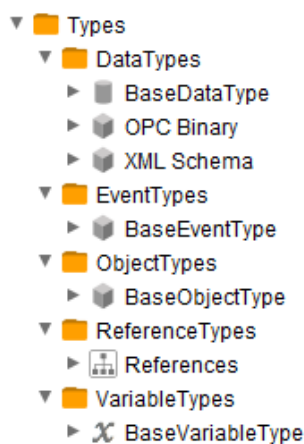 Types
DataTypes
BaseDataType
OPC Binary
XML Schema
EventTypes
BaseEventType
ObjectTypes
BaseObjectType
ReferenceTypes
References
VariableTypes
BaseVariableType